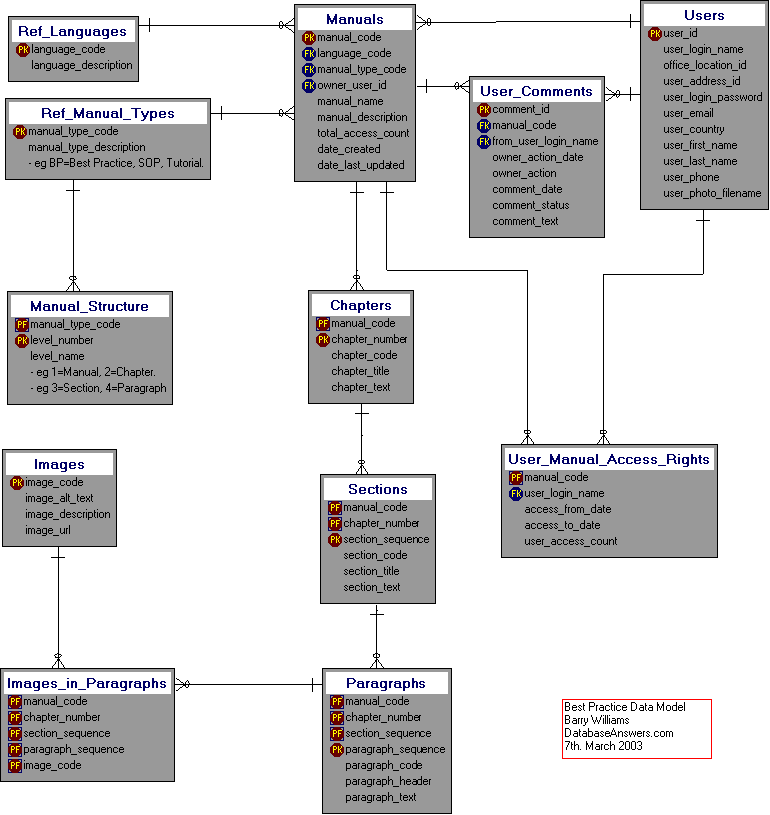 Ref_Languages
PK language_code
language_description
Manuals
PK manual_code
FK language_code
FK manual_type_code
FK owner_user_id
manual_name
manual_description
total_access_count
date_created
date_last_updated
Users
PK user_id
user_login_name
office_location_id
user_address_id
user_login_password
user_email
user_country
user_first_name
user_last_name
user_phone
user_photo_filename
Ref_Manual_Types
PK manual_type_code
manual_type_description
- eg BP=Best Practice, SOP, Tutorial.
User_Comments
PK comment_id
FK manual_code
FK from_user_login_name
owner_action_date
owner_action
comment_date
comment_status
comment_text
Manual_Structure
PF manual_type_code
PK level_number
level_name
- eg 1=Manual, 2=Chapter.
- eg 3=Section, 4=Paragraph
Chapters
PF manual_code
PK chapter_number
chapter_code
chapter_title
chapter_text
Images
PK image_code
image_alt_text
image_description
image_url
Sections
PF manual_code
PF chapter_number
PK section_sequence
section_code
section_title
section_text
User_Manual_Access_Rights
PF manual_code
FK user_login_name
access_from_date
access_to_date
user_access_count
Images_in_Paragraphs
PF manual_code
PF chapter_number
PF section_sequence
PF paragraph_sequence
PF image_code
Paragraphs
PF manual_code
PF chapter_number
PF section_sequence
PK paragraph_sequence
paragraph_code
paragraph_header
paragraph_text
Best Practice Data Model
Barry Williams
DatabaseAnswers.com
7th. March 2003